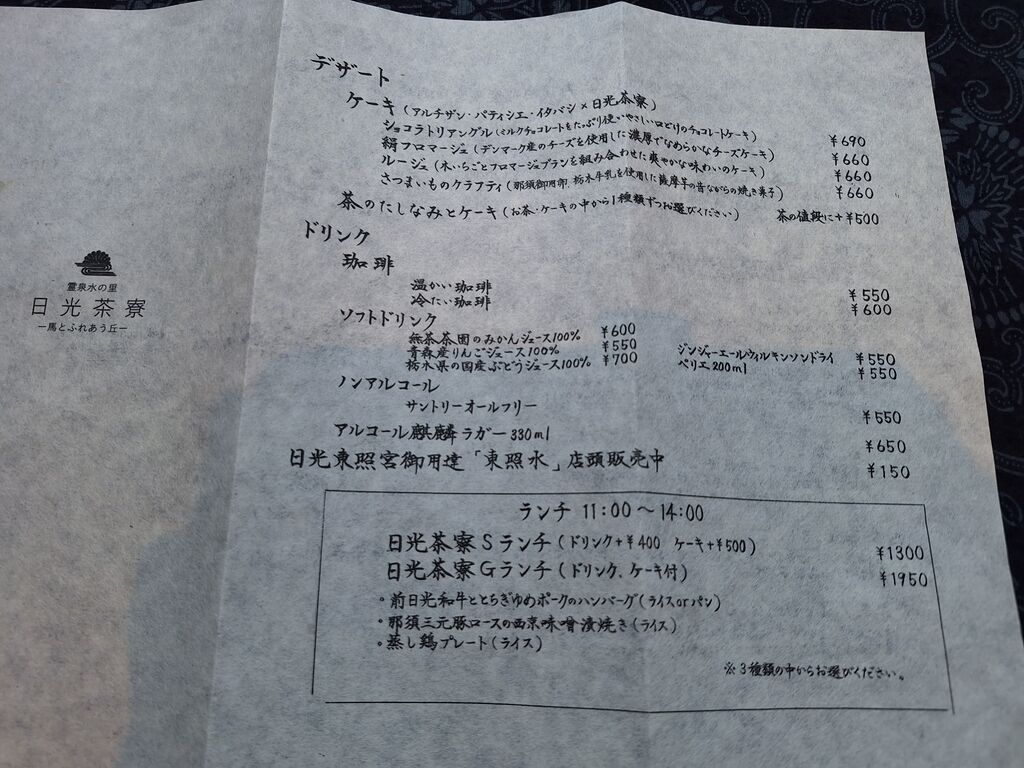 霊泉水の里
日光茶寮
―馬とふれあう丘―
デザート
ケーキ(アルチザン・パティシエ・イタバシ×日光茶寮)
ショコラトリアングル(ミルクチョコレートをたっぷり使いやさしい口どけのチョコレートケーキ) ¥690
絹フロマージュ(デンマーク産のチーズを使用した濃厚でなめらかなチーズケーキ) ¥660
ルージュ(木いちごとフロマージュブランを組み合わせた爽やかな味わいのケーキ) ¥660
さつまいものクラフティ(那須御用卵、栃木牛乳を使用した薩摩芋の昔ながらの焼き菓子) ¥660
茶のたしなみとケーキ(お茶・ケーキの中から1種類ずつお選びください) 茶の値段に+¥500
ドリンク
珈琲
温かい珈琲 ¥550
冷たい珈琲 ¥600
ソフトドリンク
無茶茶園のみかんジュース100% ¥600
青森産りんごジュース100% ¥550
栃木県の国産ぶどうジュース100% ¥700
ジンジャーエールウィルキンソンドライ ¥550
ペリエ200ml ¥550
ノンアルコール
サントリーオールフリー ¥550
アルコール麒麟ラガー330ml ¥650
日光東照宮御用達「東照水」店頭販売中 ¥150
ランチ 11:00〜14:00
日光茶寮Sランチ(ドリンク+¥400 ケーキ+¥500) ¥1300
日光茶寮Gランチ(ドリンク、ケーキ付) ¥1950
・前日光和牛ととちぎゆめポークのハンバーグ(ライスorパン)
・那須三元豚ロースの西京味噌漬焼き(ライス)
・蒸し鶏プレート(ライス)
※3種類の中からお選びください。